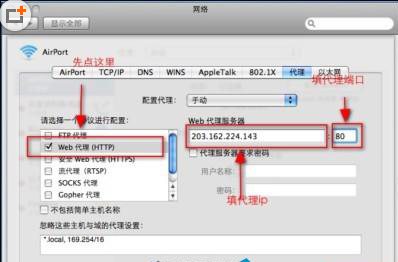 网络
显示全部
AirPort
先点这里
填代理端口
AirPort TCP/IP DNS WINS AppleTalk 802.1X 代理 以太网
配置代理: 手动
请选择一个协议进行配置:
Web 代理服务器
FTP 代理
203.162.224.143 : 80
Web 代理 (HTTP)
安全 Web 代理 (HTTPS)
代理服务器要求密码
流代理 (RTSP)
用户名称:
SOCKS 代理
Gopher 代理
密码:
填代理ip
不包括简单主机名称
忽略这些主机与域的代理设置:
*.local, 169.254/16